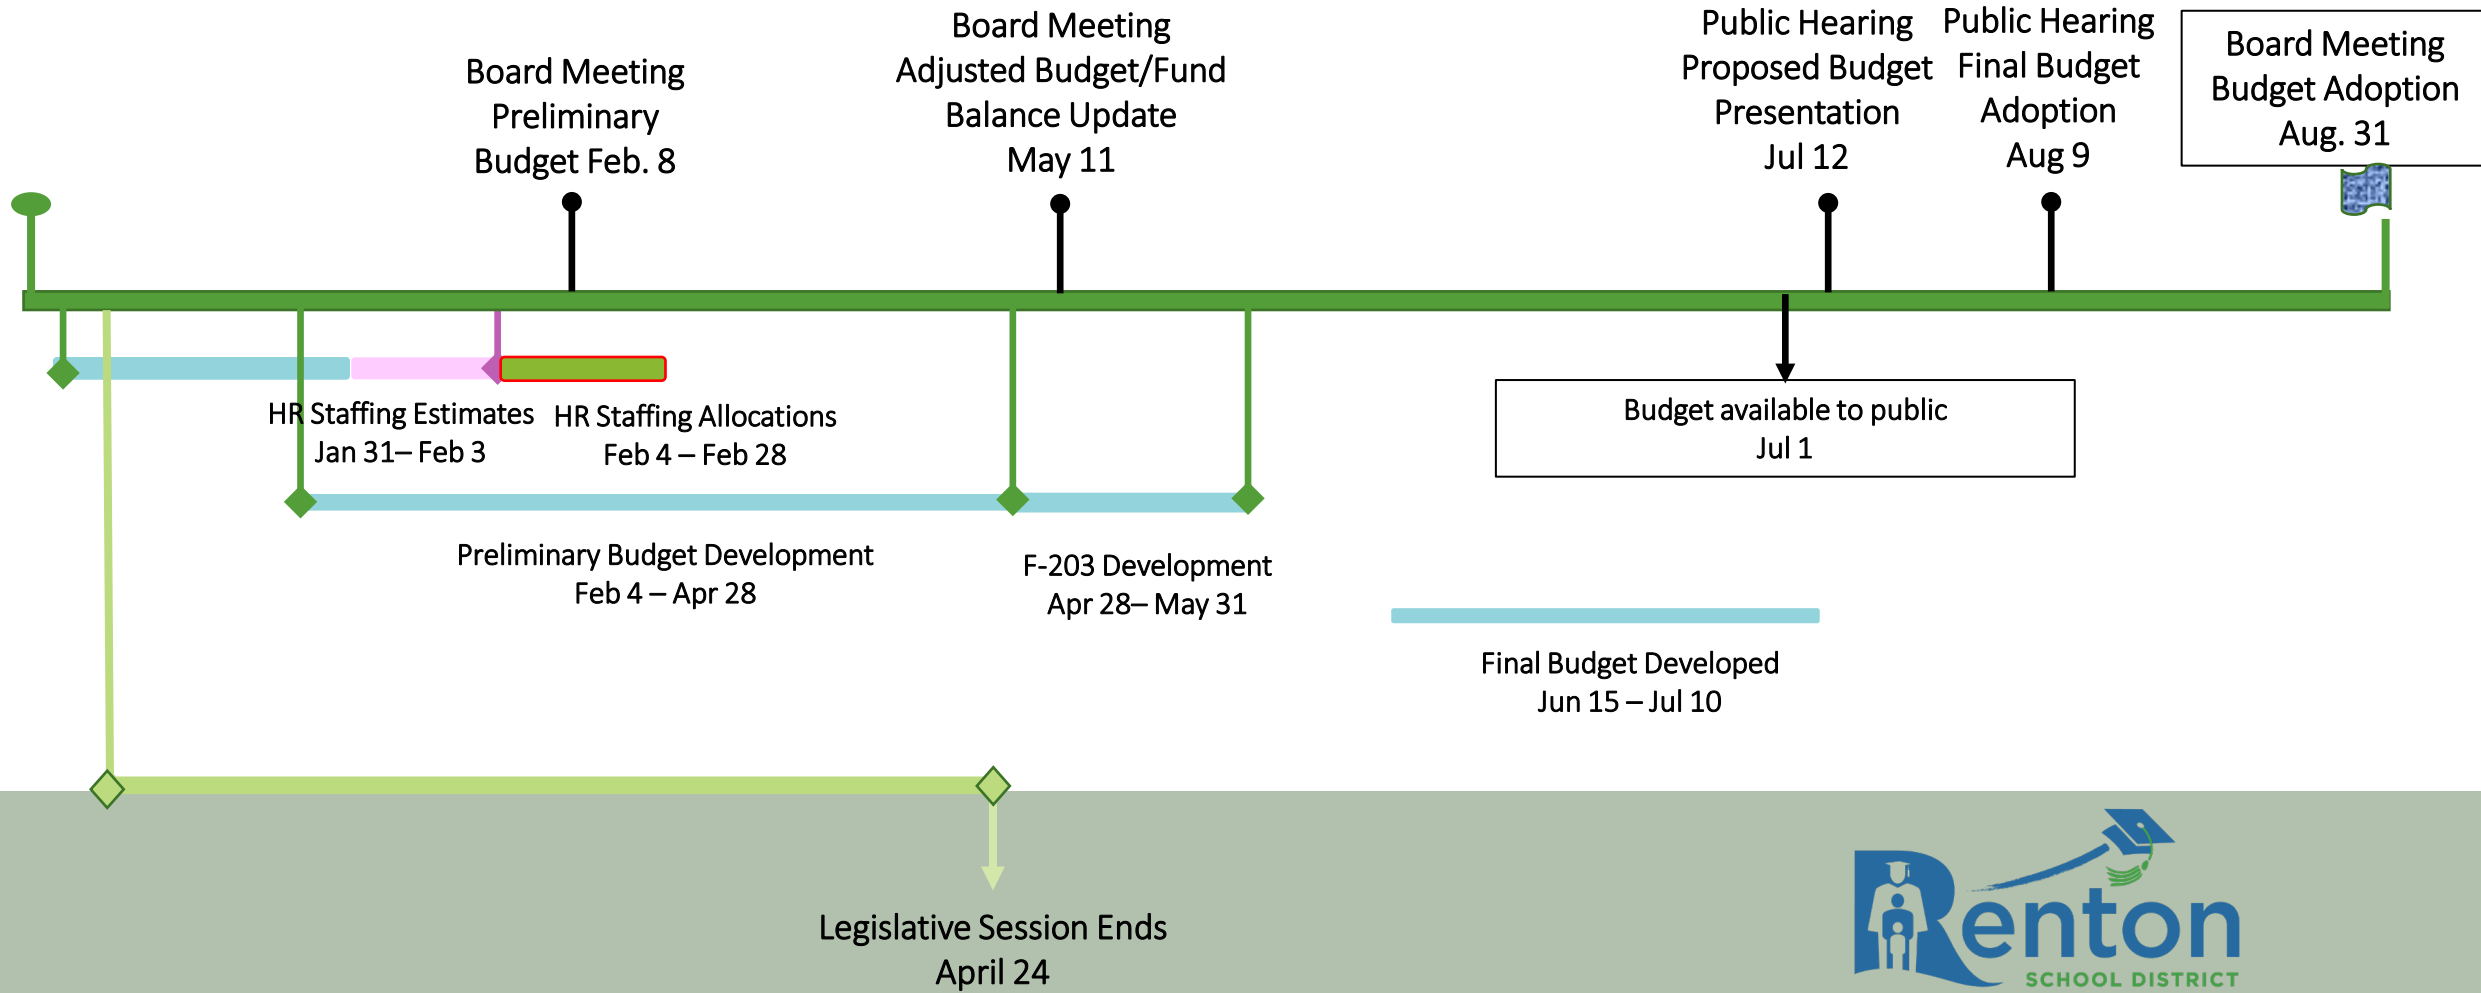 Board Meeting
Preliminary
Budget Feb. 8
Board Meeting
Adjusted Budget/Fund
Balance Update
May 11
Public Hearing
Proposed Budget
Presentation
Jul 12
Public Hearing
Final Budget
Adoption
Aug 9
Board Meeting
Budget Adoption
Aug. 31
HR Staffing Estimates
Jan 31– Feb 3
HR Staffing Allocations
Feb 4 – Feb 28
Budget available to public
Jul 1
Preliminary Budget Development
Feb 4 – Apr 28
F-203 Development
Apr 28– May 31
Final Budget Developed
Jun 15 – Jul 10
Legislative Session Ends
April 24
Renton
SCHOOL DISTRICT